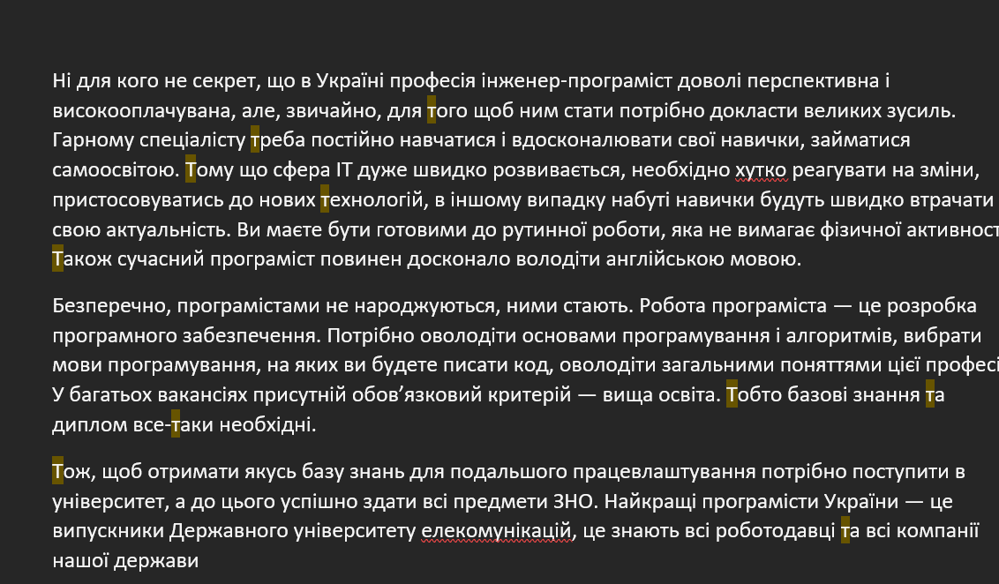 Ні для кого не секрет, що в Україні професія інженер-програміст доволі перспективна і
високооплачувана, але, звичайно, для того щоб ним стати потрібно докласти великих зусиль.
Гарному спеціалісту треба постійно навчатися і вдосконалювати свої навички, займатися
самоосвітою. Тому що сфера ІТ дуже швидко розвивається, необхідно хутко реагувати на зміни,
пристосовуватись до нових технологій, в іншому випадку набуті навички будуть швидко втрачати
свою актуальність. Ви маєте бути готовими до рутинної роботи, яка не вимагає фізичної активност
Також сучасний програміст повинен досконало володіти англійською мовою.
Безперечно, програмістами не народжуються, ними стають. Робота програміста — це розробка
програмного забезпечення. Потрібно оволодіти основами програмування і алгоритмів, вибрати
мови програмування, на яких ви будете писати код, оволодіти загальними поняттями цієї професі
У багатьох вакансіях присутній обов’язковий критерій — вища освіта. Тобто базові знання та
диплом все-таки необхідні.
Тож, щоб отримати якусь базу знань для подальшого працевлаштування потрібно поступити в
університет, а до цього успішно здати всі предмети ЗНО. Найкращі програмісти України — це
випускники Державного університету елекомунікацій, це знають всі роботодавці та всі компанії
нашої держави